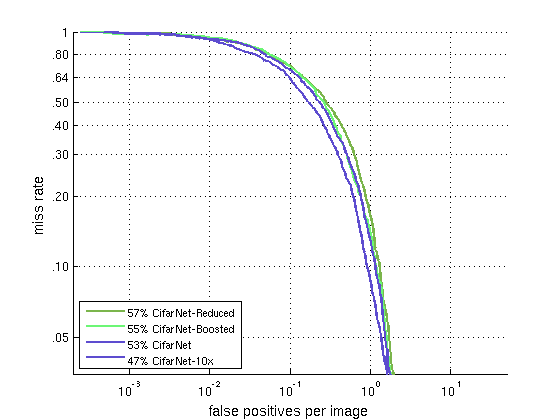 1
.80
.64
.50
.40
.30
.20
.10
.05
miss rate
57% CifarNet-Reduced
55% CifarNet-Boosted
53% CifarNet
47% CifarNet-10x
10^-3 10^-2 10^-1 10^0 10^1
false positives per image